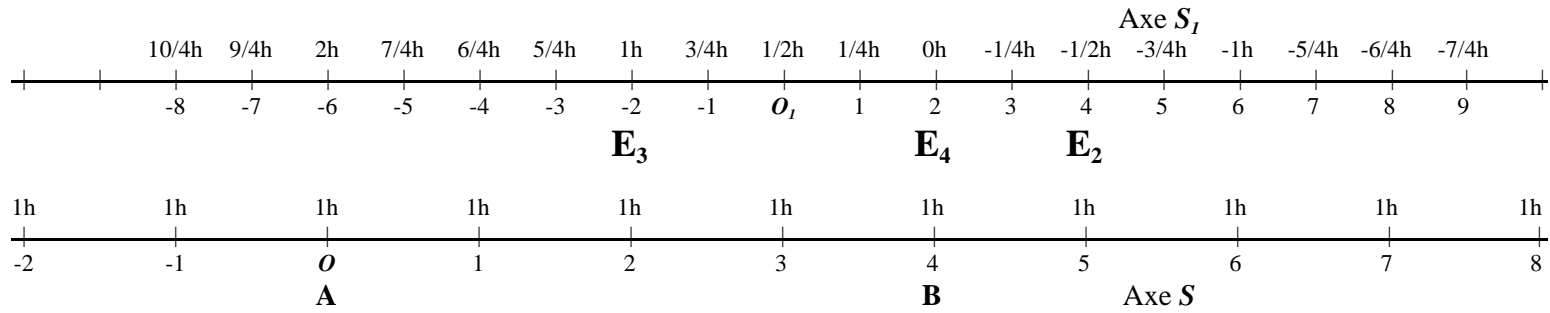 Axe S₁
10/4h 9/4h 2h 7/4h 6/4h 5/4h 1h 3/4h 1/2h 1/4h 0h -1/4h -1/2h -3/4h -1h -5/4h -6/4h -7/4h
-8 -7 -6 -5 -4 -3 -2 -1 O₁ 1 2 3 4 5 6 7 8 9
E₃ E₄ E₂
1h 1h 1h 1h 1h 1h 1h 1h 1h 1h 1h
-2 -1 O 1 2 3 4 5 6 7 8
A B Axe S